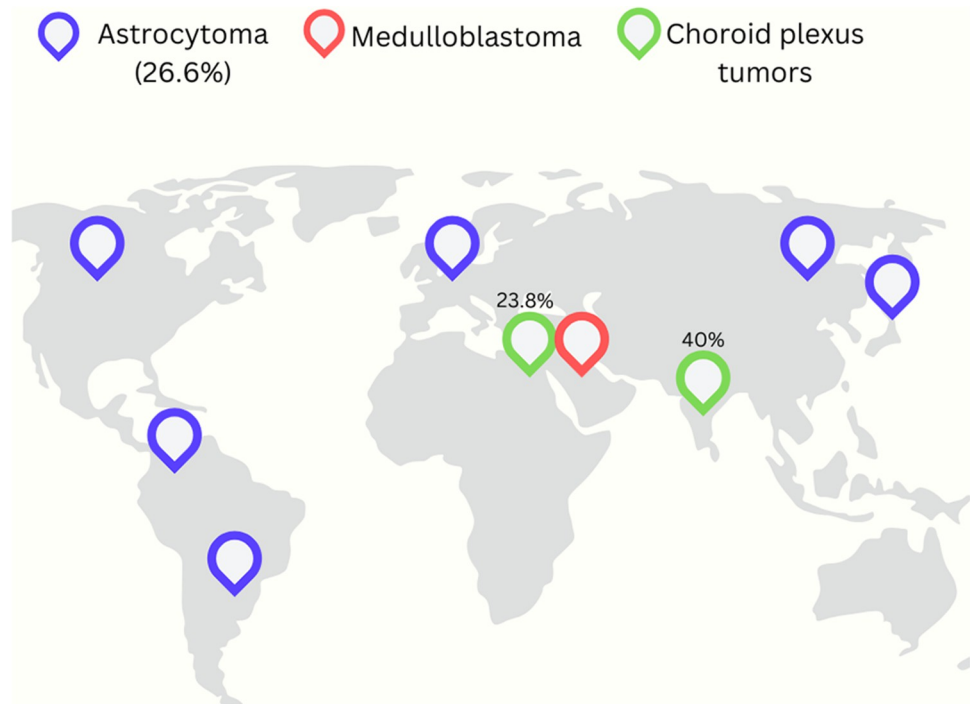 Astrocytoma
(26.6%)
Medulloblastoma
Choroid plexus
tumors
23.8%
40%